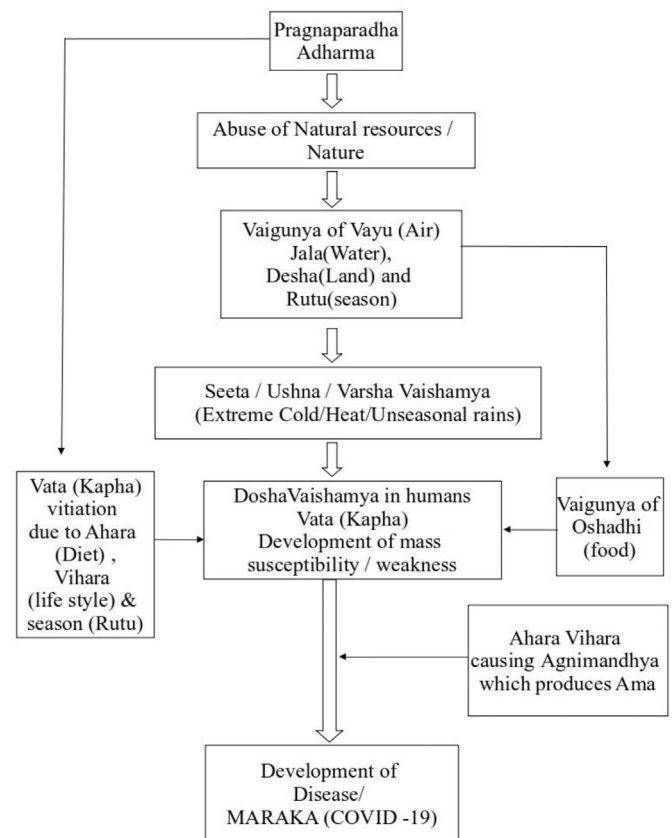 Pragnaparadha
Adharma
Abuse of Natural resources /
Nature
Vaigunya of Vayu (Air)
Jala(Water),
Desha(Land) and
Rutu(season)
Seeta / Ushna / Varsha Vaishamya
(Extreme Cold/Heat/Unseasonal rains)
Vata (Kapha)
vitiation
due to Ahara
(Diet) ,
Vihara
(life style) &
season (Rutu)
DoshaVaishamya in humans
Vata (Kapha)
Development of mass
susceptibility / weakness
Vaigunya of
Oshadhi
(food)
Ahara Vihara
causing Agnimandhya
which produces Ama
Development of
Disease/
MARAKA (COVID -19)